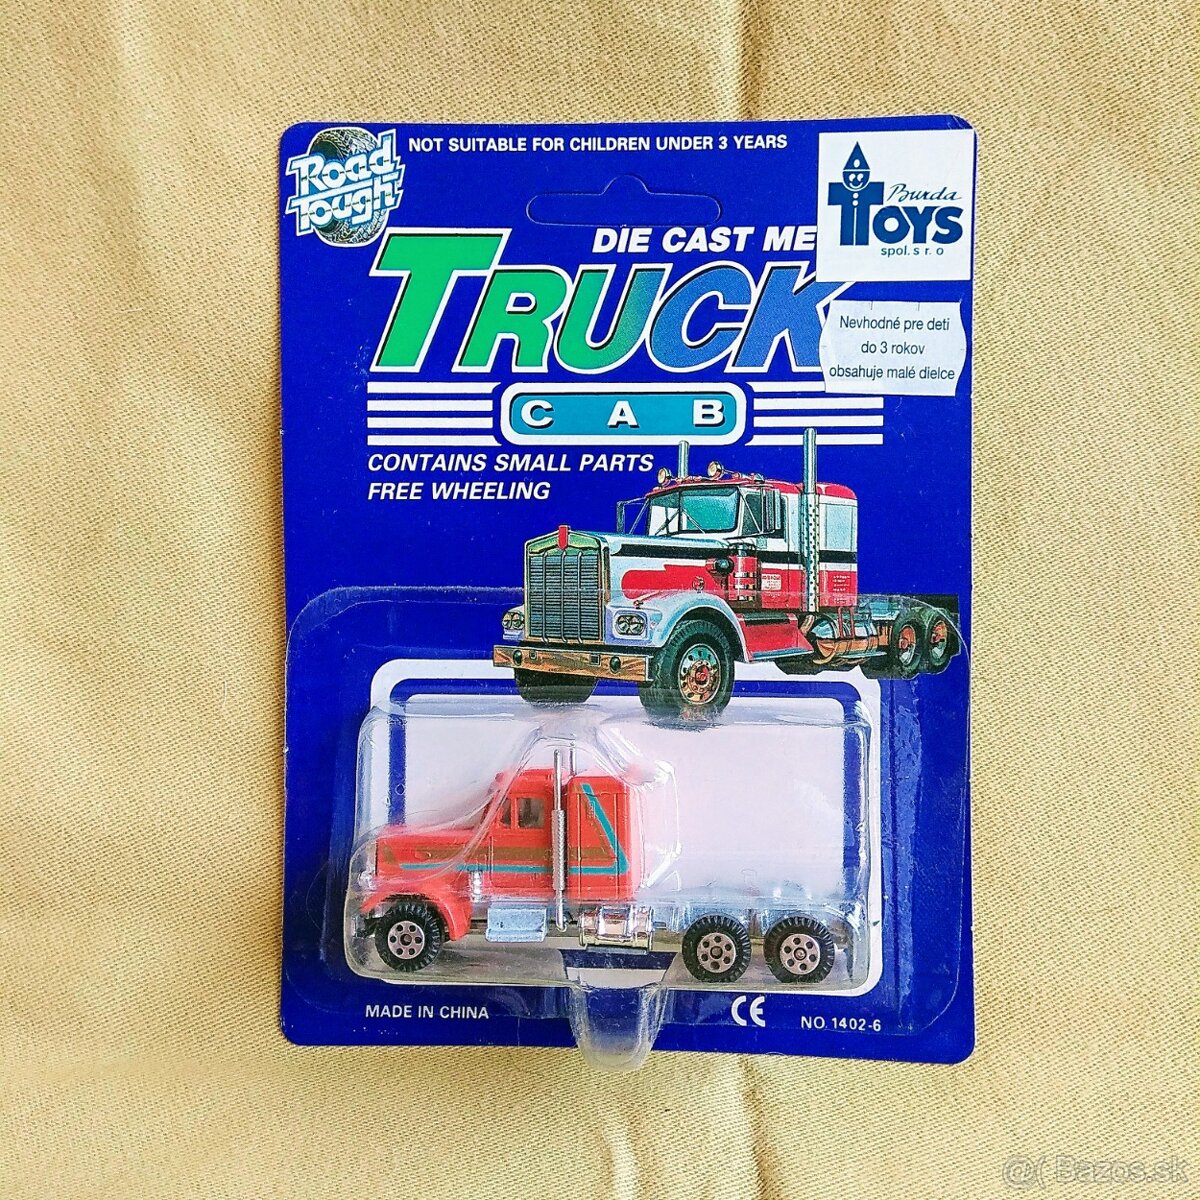 Road
Tough
NOT SUITABLE FOR CHILDREN UNDER 3 YEARS
Burda
TOYS
spol. s r. o
DIE CAST ME
TRUCK
Nevhodné pre deti
do 3 rokov
obsahuje malé dielce
CAB
CONTAINS SMALL PARTS
FREE WHEELING
MADE IN CHINA
CE
NO. 1402-6
@( Bazos.sk